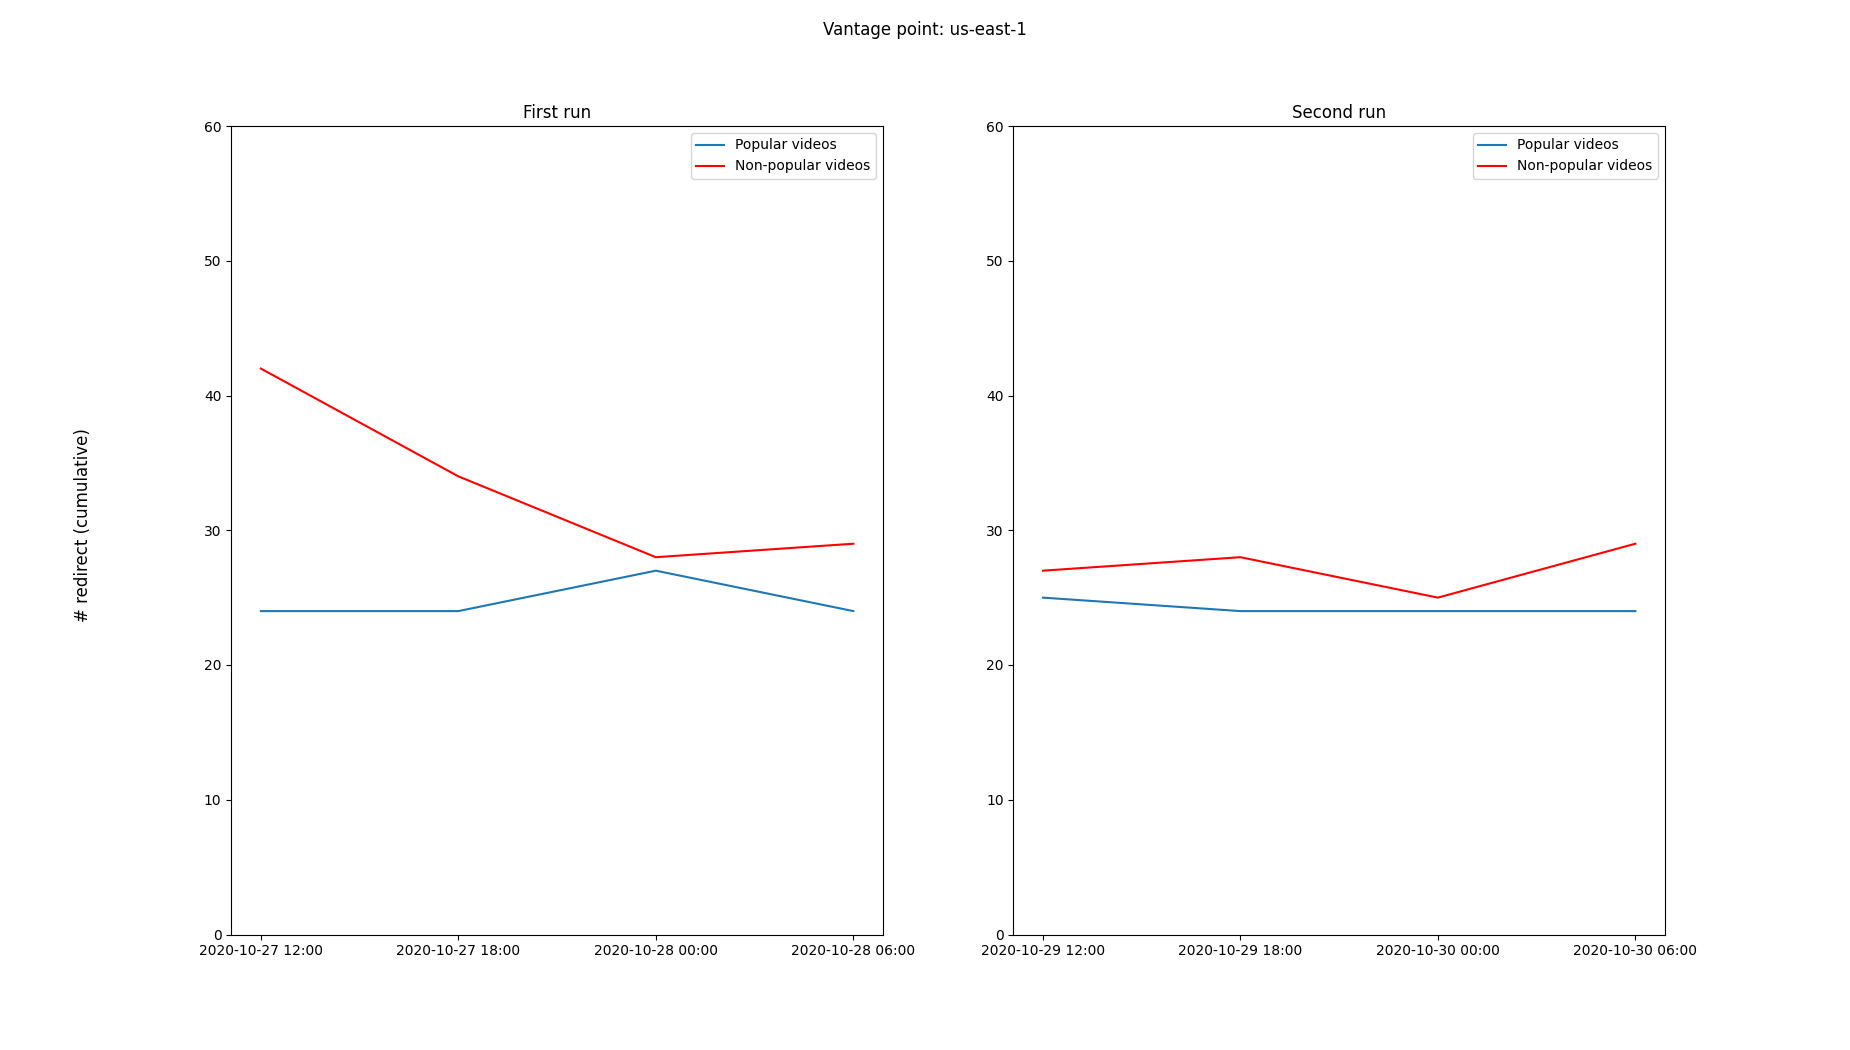 Vantage point: us-east-1
# redirect (cumulative)
First run
60
50
40
30
20
10
0
Popular videos
Non-popular videos
2020-10-27 12:00
2020-10-27 18:00
2020-10-28 00:00
2020-10-28 06:00
Second run
60
50
40
30
20
10
0
Popular videos
Non-popular videos
2020-10-29 12:00
2020-10-29 18:00
2020-10-30 00:00
2020-10-30 06:00